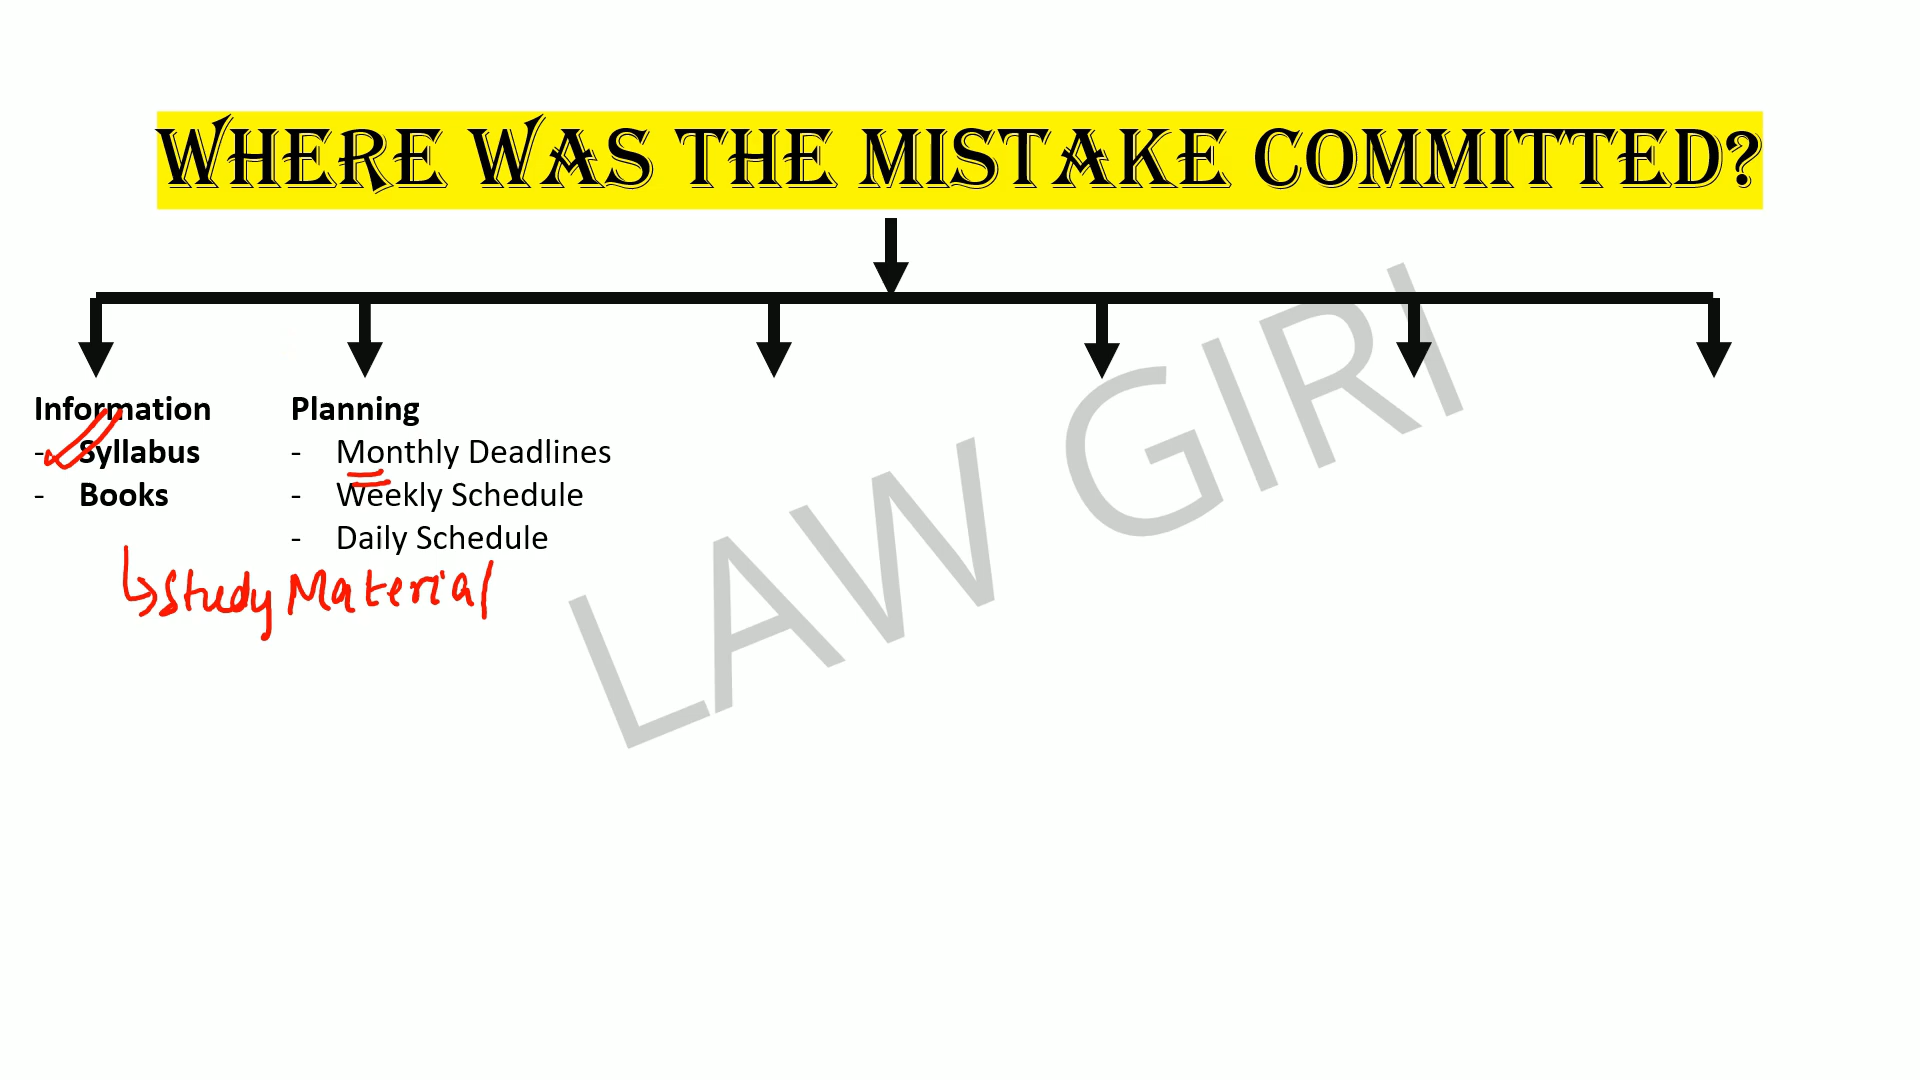 WHERE WAS THE MISTAKE COMMITTED?
Information
- Syllabus
- Books
Planning
- Monthly Deadlines
- Weekly Schedule
- Daily Schedule
Study Material
LAW GIRI